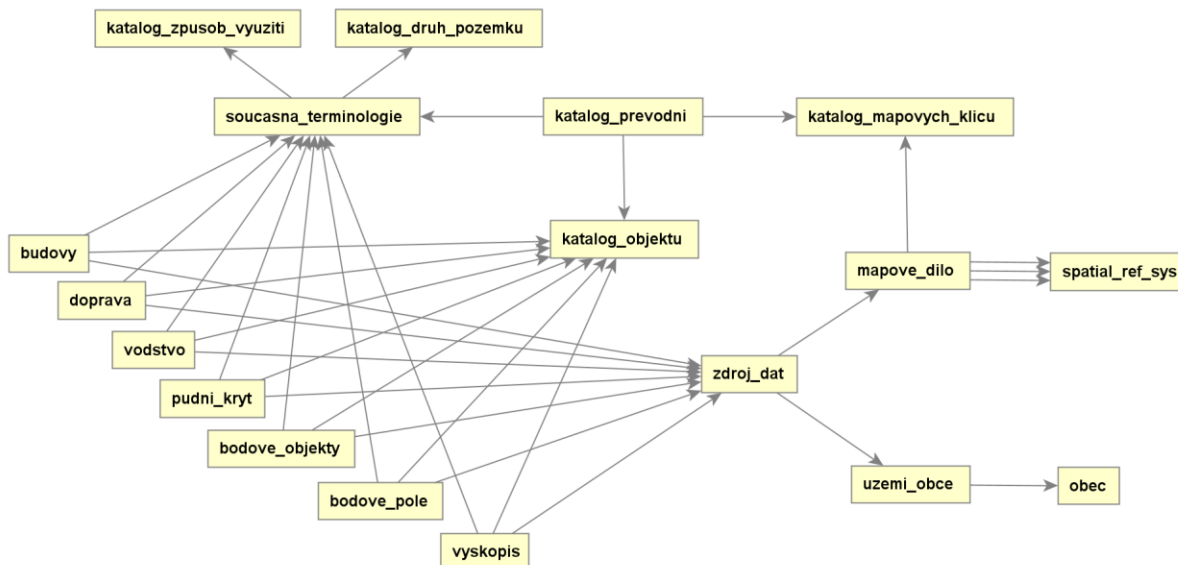 katalog_zpusob_vyuziti
katalog_druh_pozemku
soucasna_terminologie
katalog_prevodni
katalog_mapovych_klicu
katalog_objektu
budovy
mapove_dilo
spatial_ref_sys
doprava
vodstvo
zdroj_dat
pudni_kryt
bodove_objekty
uzemi_obce
obec
bodove_pole
vyskopis